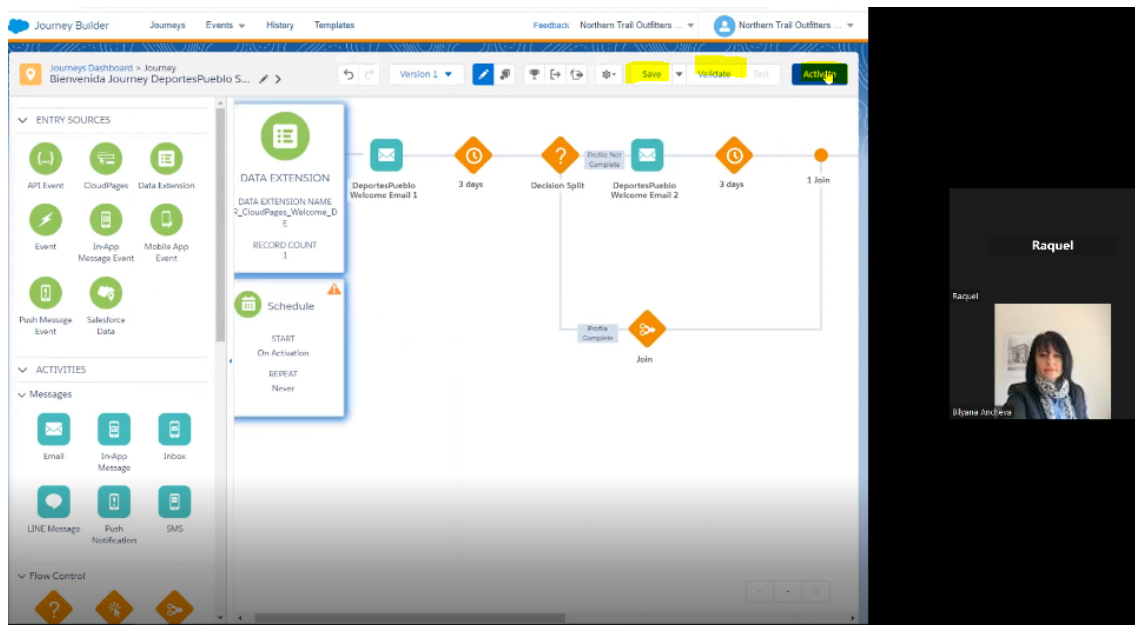 Journey Builder
Journeys
Events
History
Templates
Feedback
Northern Trail Outfitters ...
Northern Trail Outfitters ...
Journeys Dashboard > Journey
Bienvenida Journey DeportesPueblo S...
Version 1
Save
Validate
Test
Activate
ENTRY SOURCES
API Event
CloudPages
Data Extension
Event
In-App
Message Event
Mobile App
Event
Push Message
Event
Salesforce
Data
ACTIVITIES
Messages
Email
In-App
Message
Inbox
LINE Message
Push
Notification
SMS
Flow Control
DATA EXTENSION
DATA EXTENSION NAME
R_CloudPages_Welcome_D
E
RECORD COUNT
1
Schedule
START
On Activation
REPEAT
Never
DeportesPueblo
Welcome Email 1
3 days
Decision Split
Profile Not
Complete
DeportesPueblo
Welcome Email 2
3 days
1 Join
Profile
Complete
Join
Raquel
Raquel
Bilyana Ancheva